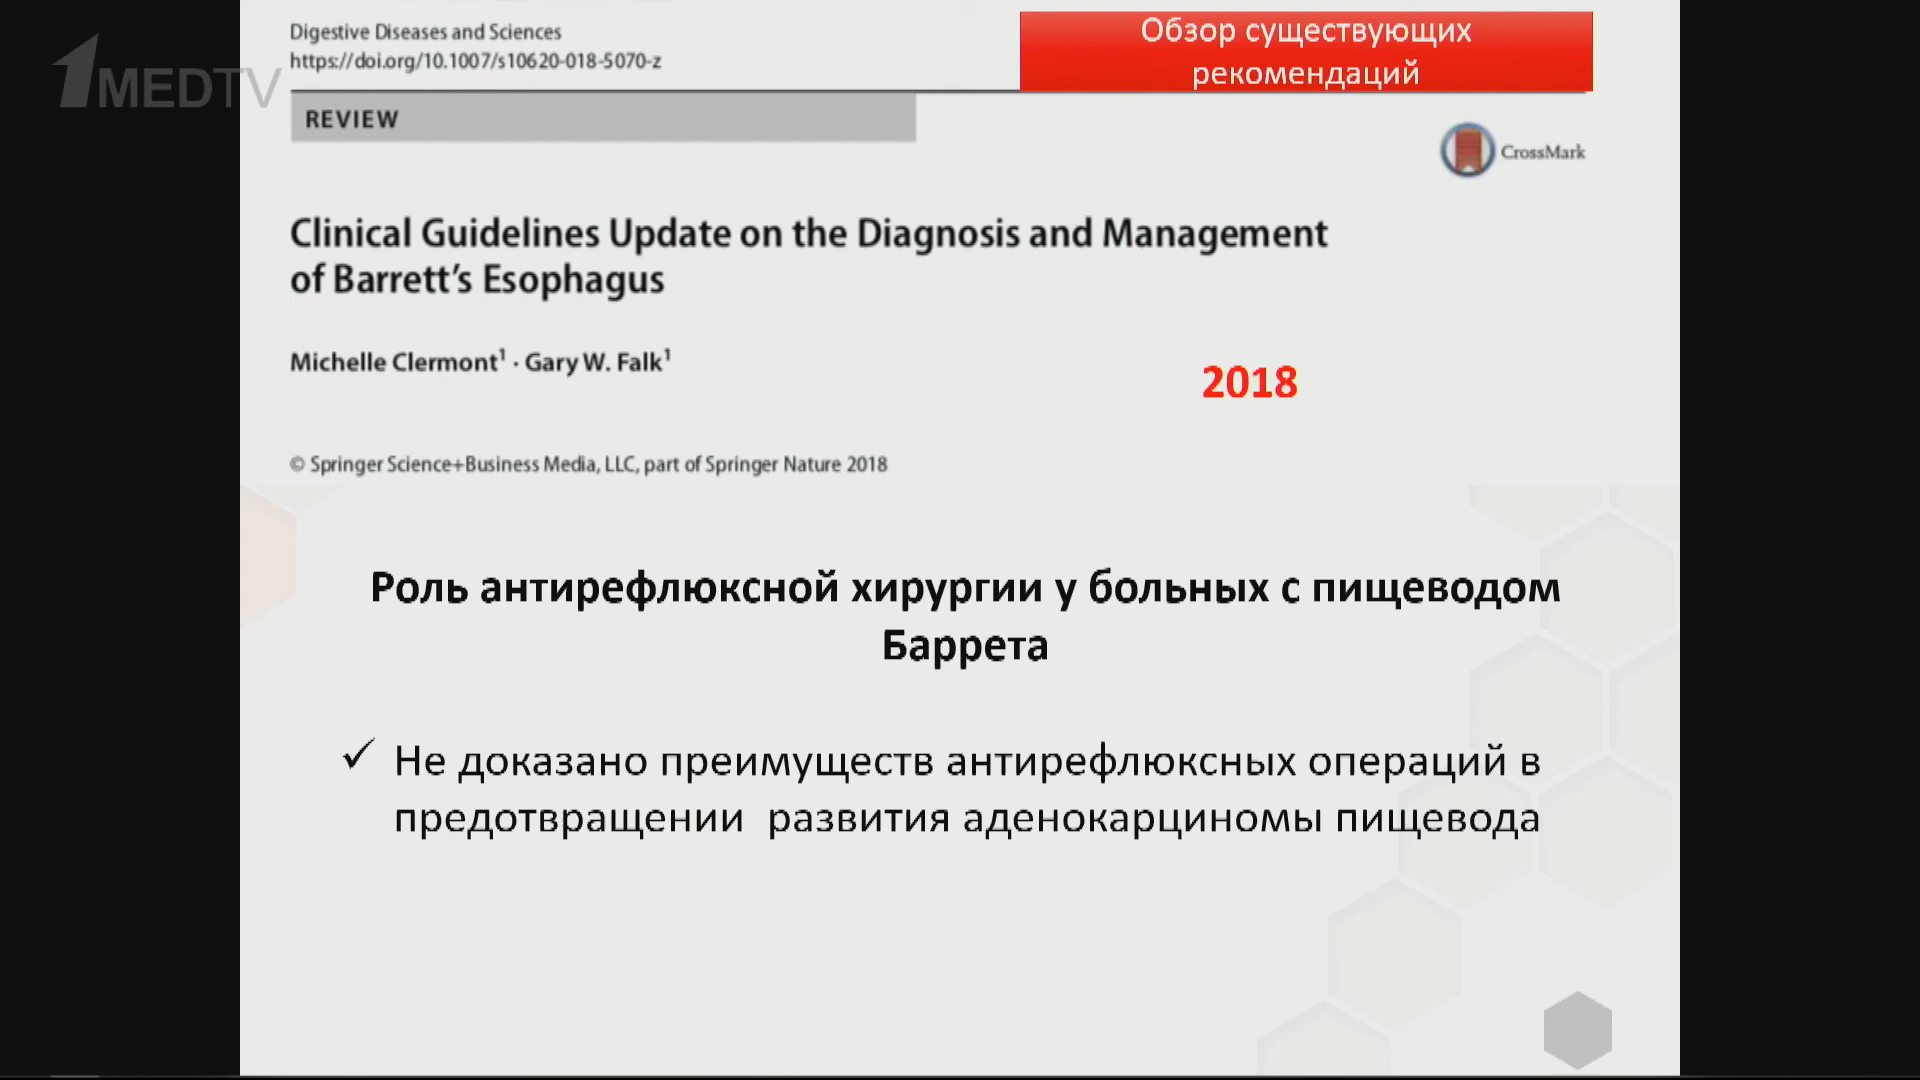 Digestive Diseases and Sciences
https://doi.org/10.1007/s10620-018-5070-z
Обзор существующих
рекомендаций
1MEDTV
REVIEW
CrossMark
Clinical Guidelines Update on the Diagnosis and Management
of Barrett’s Esophagus
Michelle Clermont¹ · Gary W. Falk¹
2018
© Springer Science+Business Media, LLC, part of Springer Nature 2018
Роль антирефлюксной хирургии у больных с пищеводом
Баррета
✓ Не доказано преимуществ антирефлюксных операций в
предотвращении развития аденокарциномы пищевода